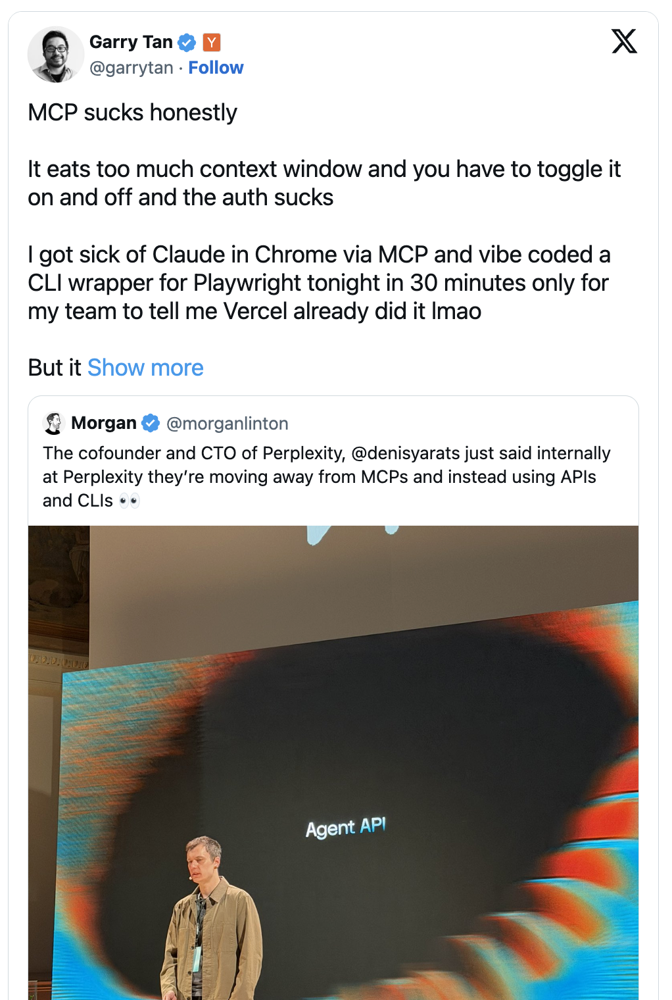 Garry Tan Y
@garrytan · Follow
X
MCP sucks honestly
It eats too much context window and you have to toggle it
on and off and the auth sucks
I got sick of Claude in Chrome via MCP and vibe coded a
CLI wrapper for Playwright tonight in 30 minutes only for
my team to tell me Vercel already did it lmao
But it Show more
Morgan @morganlinton
The cofounder and CTO of Perplexity, @denisyarats just said internally
at Perplexity they’re moving away from MCPs and instead using APIs
and CLIs 👀
Agent API